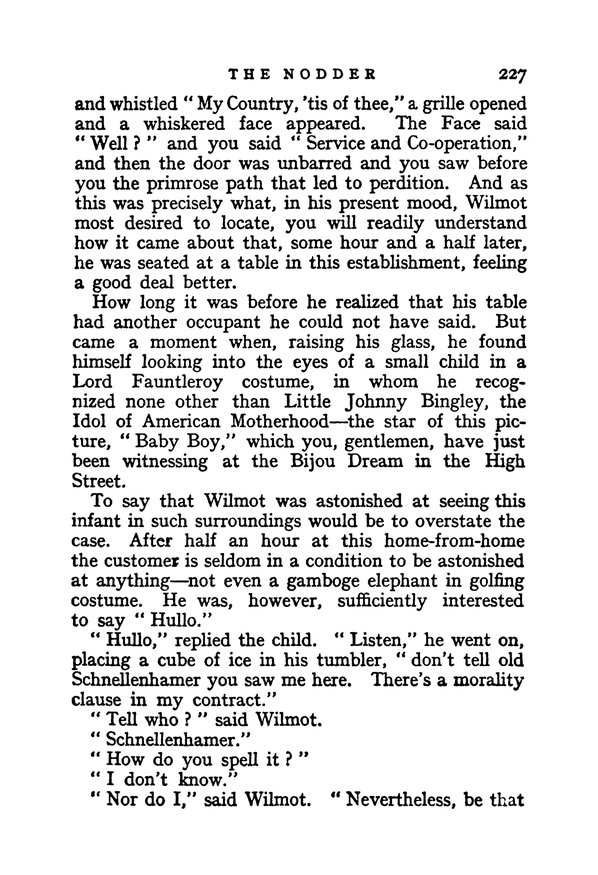 THE NODDER 227
and whistled “ My Country, 'tis of thee,” a grille opened
and a whiskered face appeared. The Face said
“ Well ? ” and you said “ Service and Co-operation,”
and then the door was unbarred and you saw before
you the primrose path that led to perdition. And as
this was precisely what, in his present mood, Wilmot
most desired to locate, you will readily understand
how it came about that, some hour and a half later,
he was seated at a table in this establishment, feeling
a good deal better.
How long it was before he realized that his table
had another occupant he could not have said. But
came a moment when, raising his glass, he found
himself looking into the eyes of a small child in a
Lord Fauntleroy costume, in whom he recog-
nized none other than Little Johnny Bingley, the
Idol of American Motherhood—the star of this pic-
ture, “ Baby Boy,” which you, gentlemen, have just
been witnessing at the Bijou Dream in the High
Street.
To say that Wilmot was astonished at seeing this
infant in such surroundings would be to overstate the
case. After half an hour at this home-from-home
the customer is seldom in a condition to be astonished
at anything—not even a gamboge elephant in golfing
costume. He was, however, sufficiently interested
to say “ Hullo.”
“ Hullo,” replied the child. “ Listen,” he went on,
placing a cube of ice in his tumbler, “ don't tell old
Schnellenhamer you saw me here. There's a morality
clause in my contract.”
“ Tell who ? ” said Wilmot.
“ Schnellenhamer.”
“ How do you spell it ? ”
“ I don't know.”
“ Nor do I,” said Wilmot. “ Nevertheless, be that